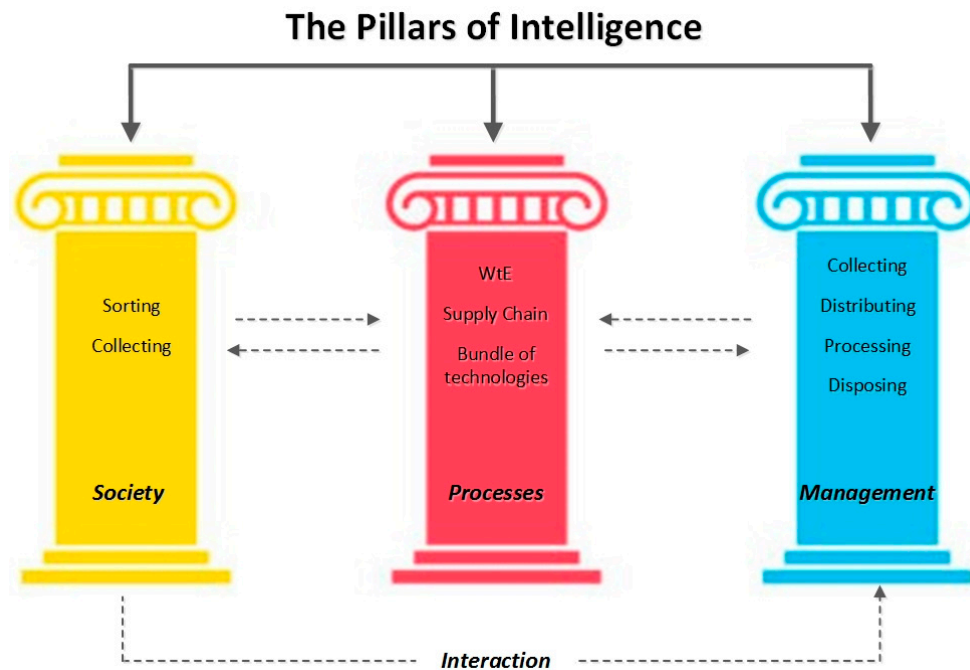 The Pillars of Intelligence
Sorting
Collecting
Society
WtE
Supply Chain
Bundle of
technologies
Processes
Collecting
Distributing
Processing
Disposing
Management
Interaction